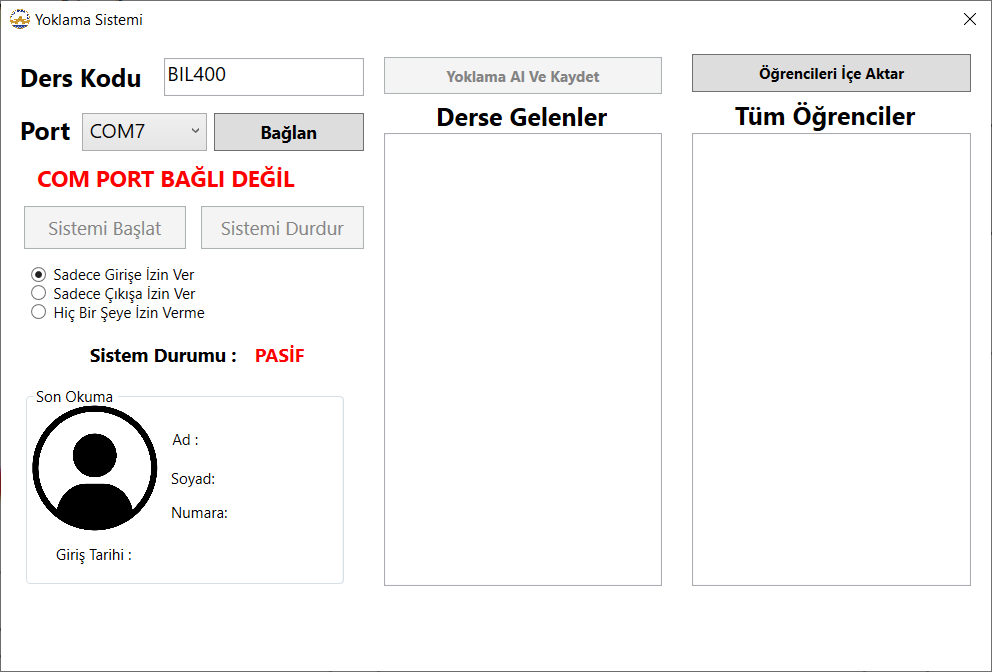 Yoklama Sistemi
Ders Kodu
BIL400
Port
COM7
Bağlan
COM PORT BAĞLI DEĞİL
Sistemi Başlat
Sistemi Durdur
Sadece Girişe İzin Ver
Sadece Çıkışa İzin Ver
Hiç Bir Şeye İzin Verme
Sistem Durumu :
PASİF
Son Okuma
Ad :
Soyad:
Numara:
Giriş Tarihi :
Yoklama Al Ve Kaydet
Derse Gelenler
Öğrencileri İçe Aktar
Tüm Öğrenciler